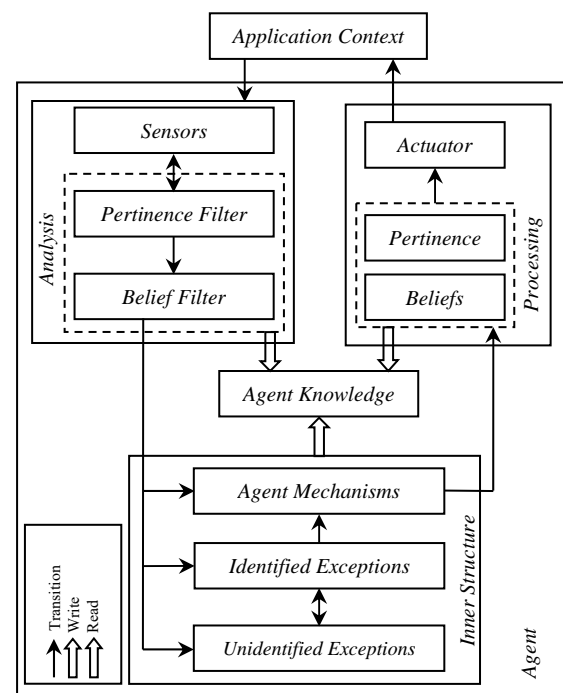 Application Context
Sensors
Pertinence Filter
Belief Filter
Analysis
Actuator
Pertinence
Beliefs
Processing
Agent Knowledge
Agent Mechanisms
Identified Exceptions
Unidentified Exceptions
Inner Structure
Transition
Write
Read
Agent